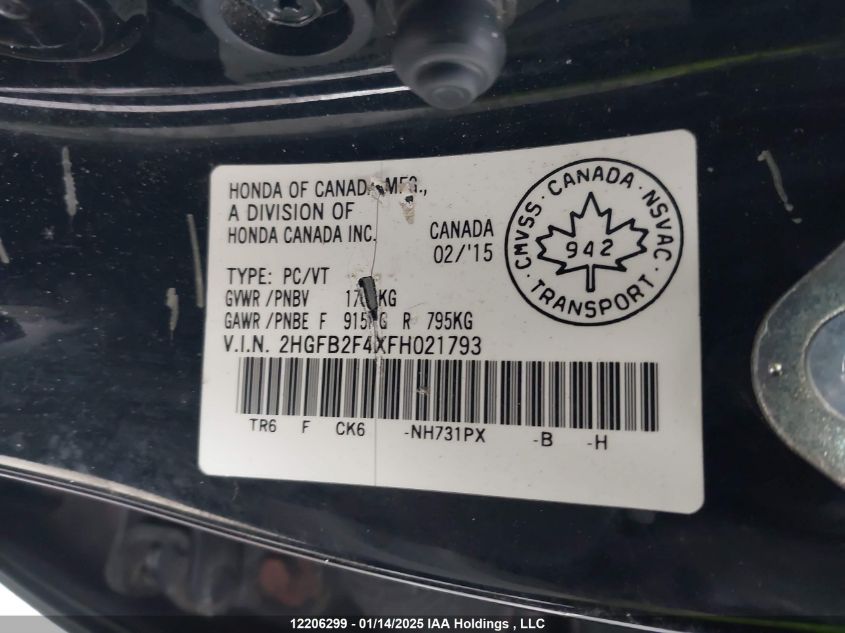 HONDA OF CANADA MFG.,
A DIVISION OF
HONDA CANADA INC.
CANADA
02/'15
TYPE: PC/VT
GVWR /PNBV
GAWR /PNBE F 915KG R 795KG
V.I.N. 2HGFB2F4XFH021793
TR6 F CK6 -NH731PX -B -H
CMVSS · CANADA · NSVAC
942
· TRANSPORT ·
12206299 - 01/14/2025 IAA Holdings , LLC